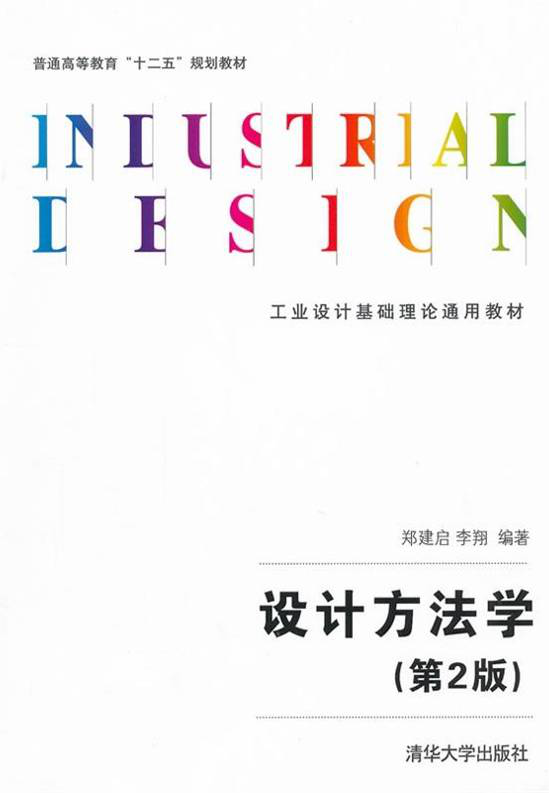 普通高等教育“十二五”规划教材
INDUSTRIAL
DESIGN
工业设计基础理论通用教材
郑建启 李翔 编著
设计方法学
(第2版)
清华大学出版社